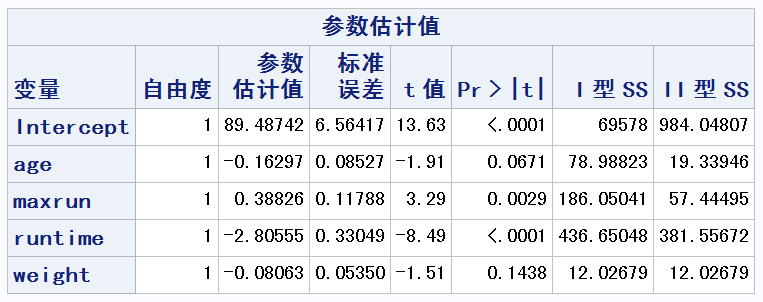 参数估计值
变量 自由度 参数估计值 标准误差 t 值 Pr > |t| I 型 SS II 型 SS
Intercept 1 89.48742 6.56417 13.63 <.0001 69578 984.04807
age 1 -0.16297 0.08527 -1.91 0.0671 78.98823 19.33946
maxrun 1 0.38826 0.11788 3.29 0.0029 186.05041 57.44495
runtime 1 -2.80555 0.33049 -8.49 <.0001 436.65048 381.55672
weight 1 -0.08063 0.05350 -1.51 0.1438 12.02679 12.02679